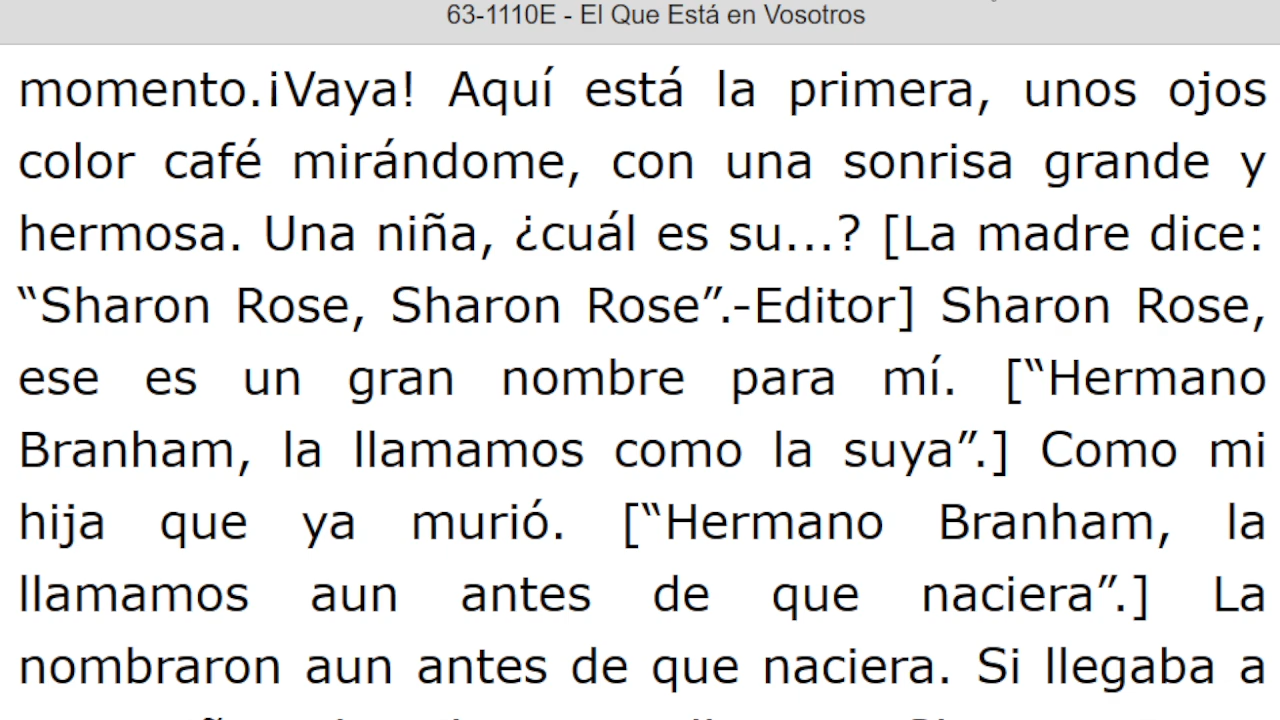 63-1110E - El Que Está en Vosotros
momento.¡Vaya! Aquí está la primera, unos ojos
color café mirándome, con una sonrisa grande y
hermosa. Una niña, ¿cuál es su...? [La madre dice:
“Sharon Rose, Sharon Rose”.-Editor] Sharon Rose,
ese es un gran nombre para mí. [“Hermano
Branham, la llamamos como la suya”.] Como mi
hija que ya murió. [“Hermano Branham, la
llamamos aun antes de que naciera”.] La
nombraron aun antes de que naciera. Si llegaba a